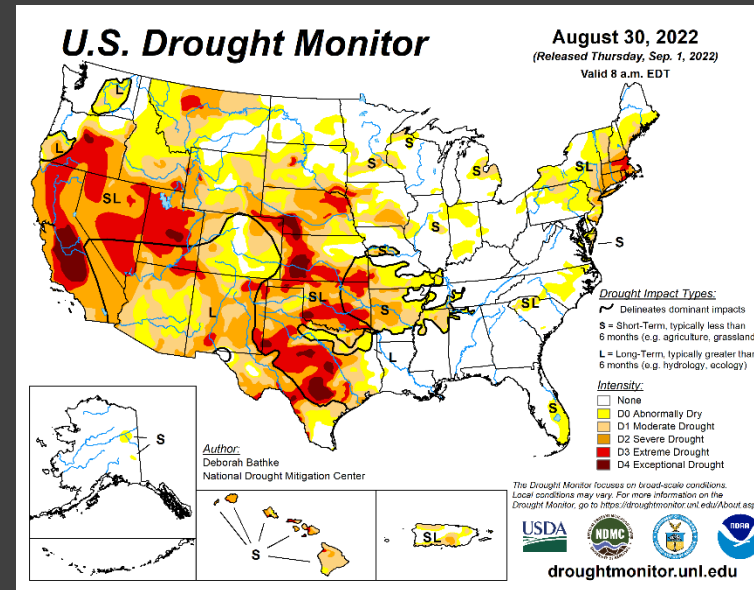 U.S. Drought Monitor
August 30, 2022
(Released Thursday, Sep. 1, 2022)
Valid 8 a.m. EDT
L
L
SL
L
SL
S
S
S
S
S
L
SL
SL
S
S
Drought Impact Types:
Delineates dominant impacts
S = Short-Term, typically less than
6 months (e.g. agriculture, grassland
L = Long-Term, typically greater than
6 months (e.g. hydrology, ecology)
Intensity:
None
D0 Abnormally Dry
D1 Moderate Drought
D2 Severe Drought
D3 Extreme Drought
D4 Exceptional Drought
S
Author:
Deborah Bathke
National Drought Mitigation Center
S
SL
The Drought Monitor focuses on broad-scale conditions.
Local conditions may vary. For more information on the
Drought Monitor, go to https://droughtmonitor.unl.edu/About.asp
USDA
NDMC
NOAA
droughtmonitor.unl.edu